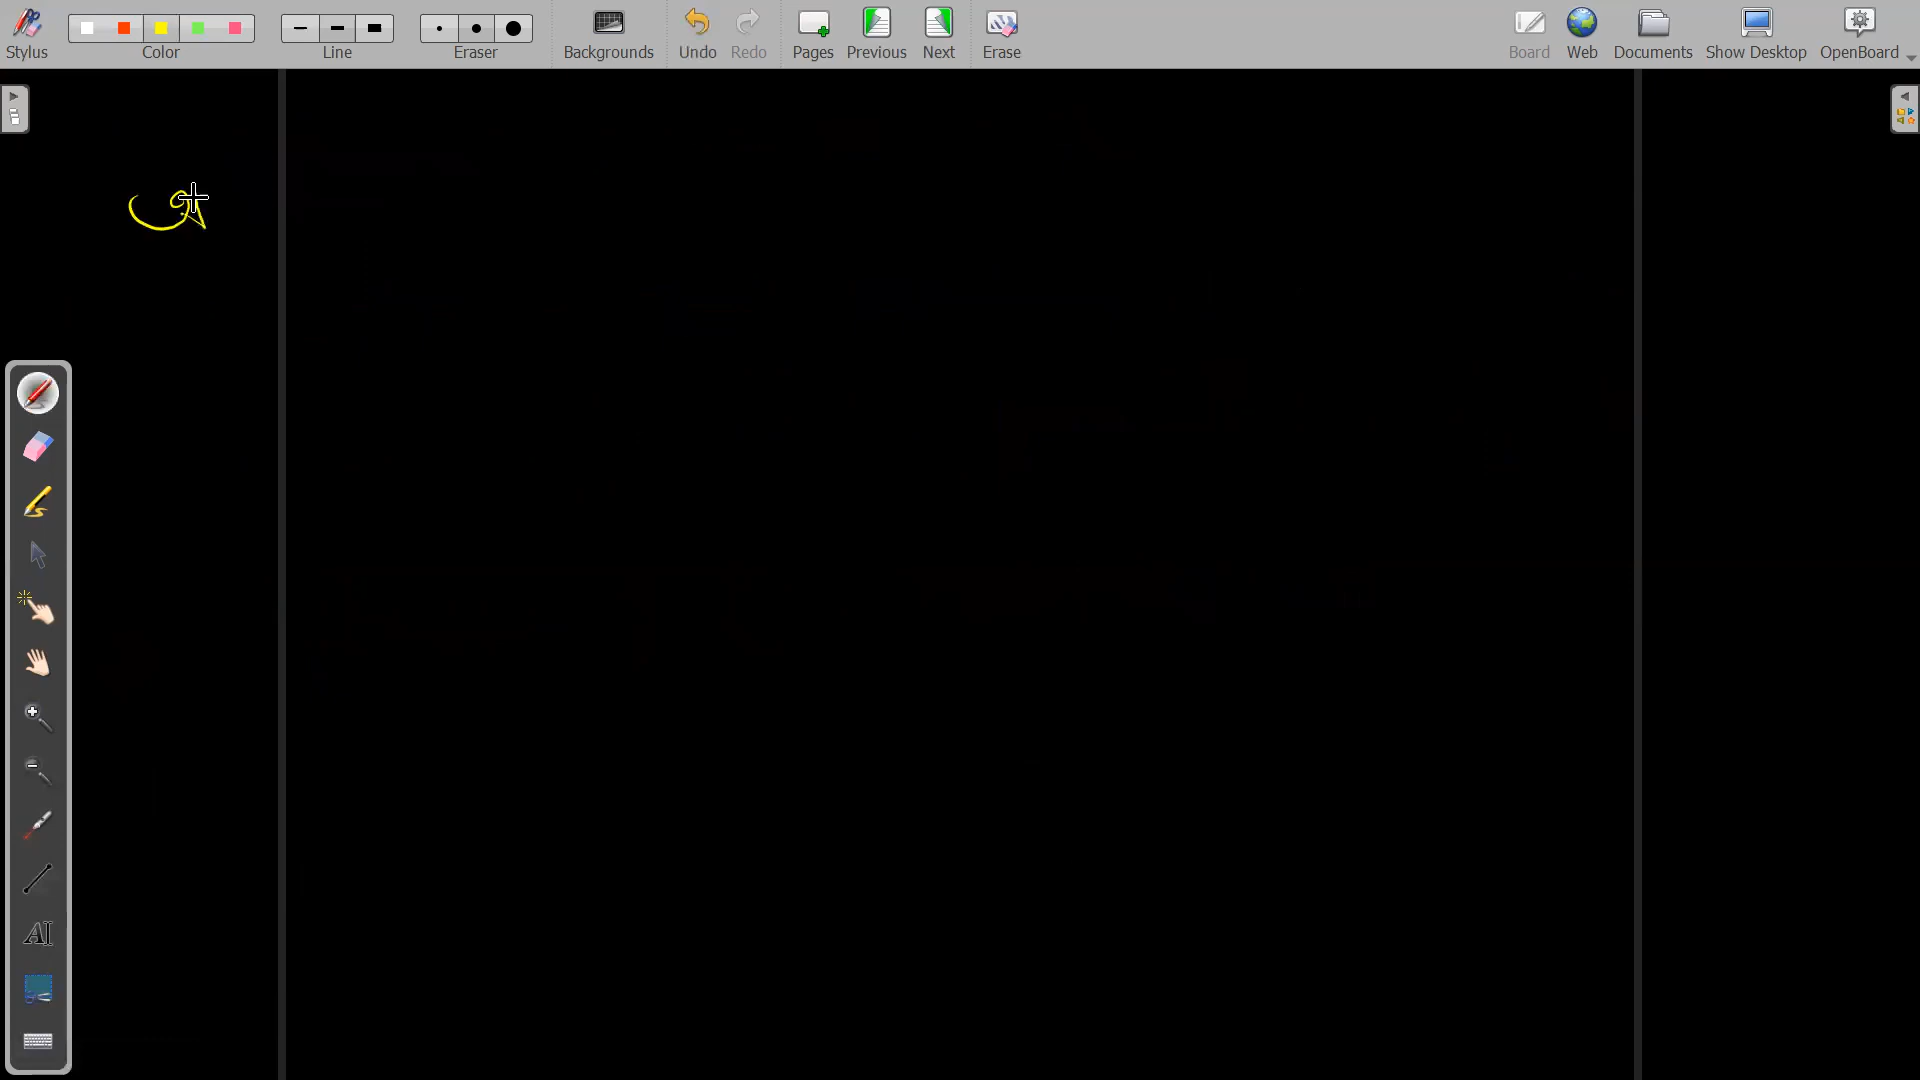 Stylus
Color
Line
Eraser
Backgrounds
Undo
Redo
Pages
Previous
Next
Erase
Board
Web
Documents
Show Desktop
OpenBoard